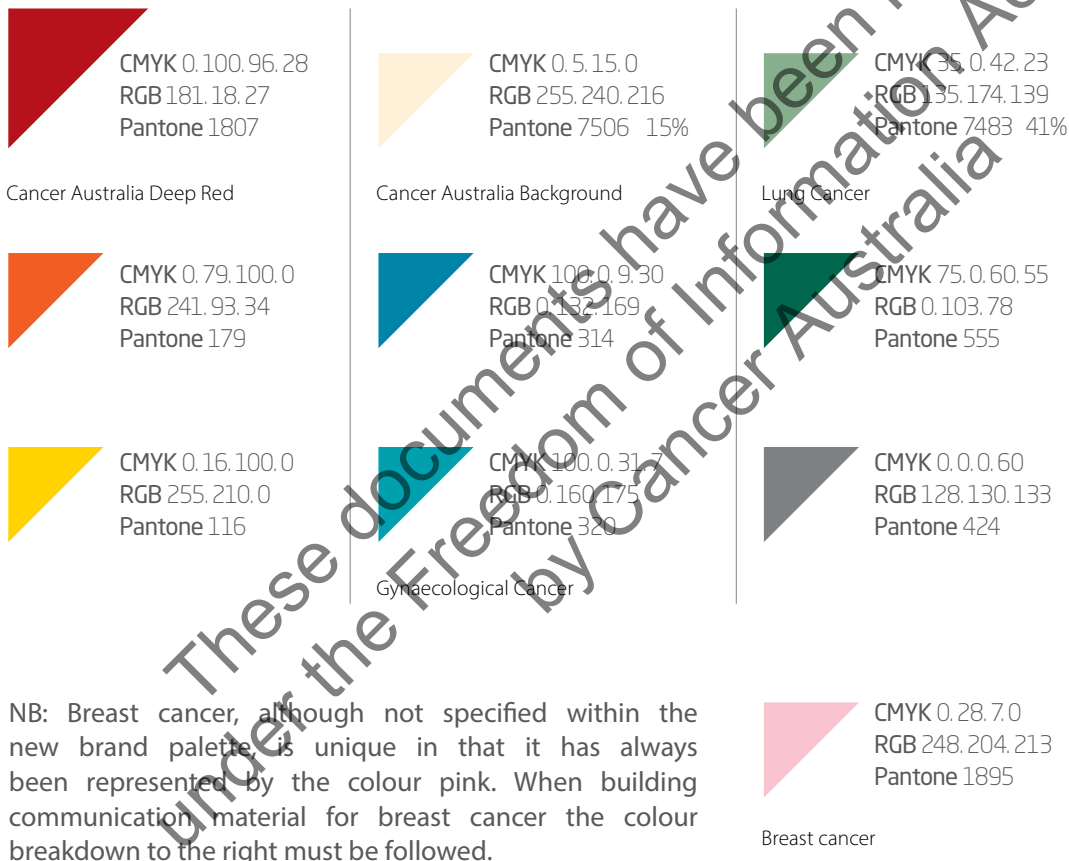 CMYK 0. 100. 96. 28
RGB 181. 18. 27
Pantone 1807
Cancer Australia Deep Red
CMYK 0. 5. 15. 0
RGB 255. 240. 216
Pantone 7506 15%
Cancer Australia Background
CMYK 35. 0. 42. 23
RGB 135. 174. 139
Pantone 7483 41%
Lung Cancer
CMYK 0. 79. 100. 0
RGB 241. 93. 34
Pantone 179
CMYK 100. 0. 9. 30
RGB 0. 132. 169
Pantone 314
CMYK 75. 0. 60. 55
RGB 0. 103. 78
Pantone 555
CMYK 0. 16. 100. 0
RGB 255. 210. 0
Pantone 116
CMYK 100. 0. 31. 7
RGB 0. 160. 175
Pantone 320
Gynaecological Cancer
CMYK 0. 0. 0. 60
RGB 128. 130. 133
Pantone 424
NB: Breast cancer, although not specified within the
new brand palette, is unique in that it has always
been represented by the colour pink. When building
communication material for breast cancer the colour
breakdown to the right must be followed.
CMYK 0. 28. 7. 0
RGB 248. 204. 213
Pantone 1895
Breast cancer
These documents have been
under the Freedom of Information
by Cancer Australia